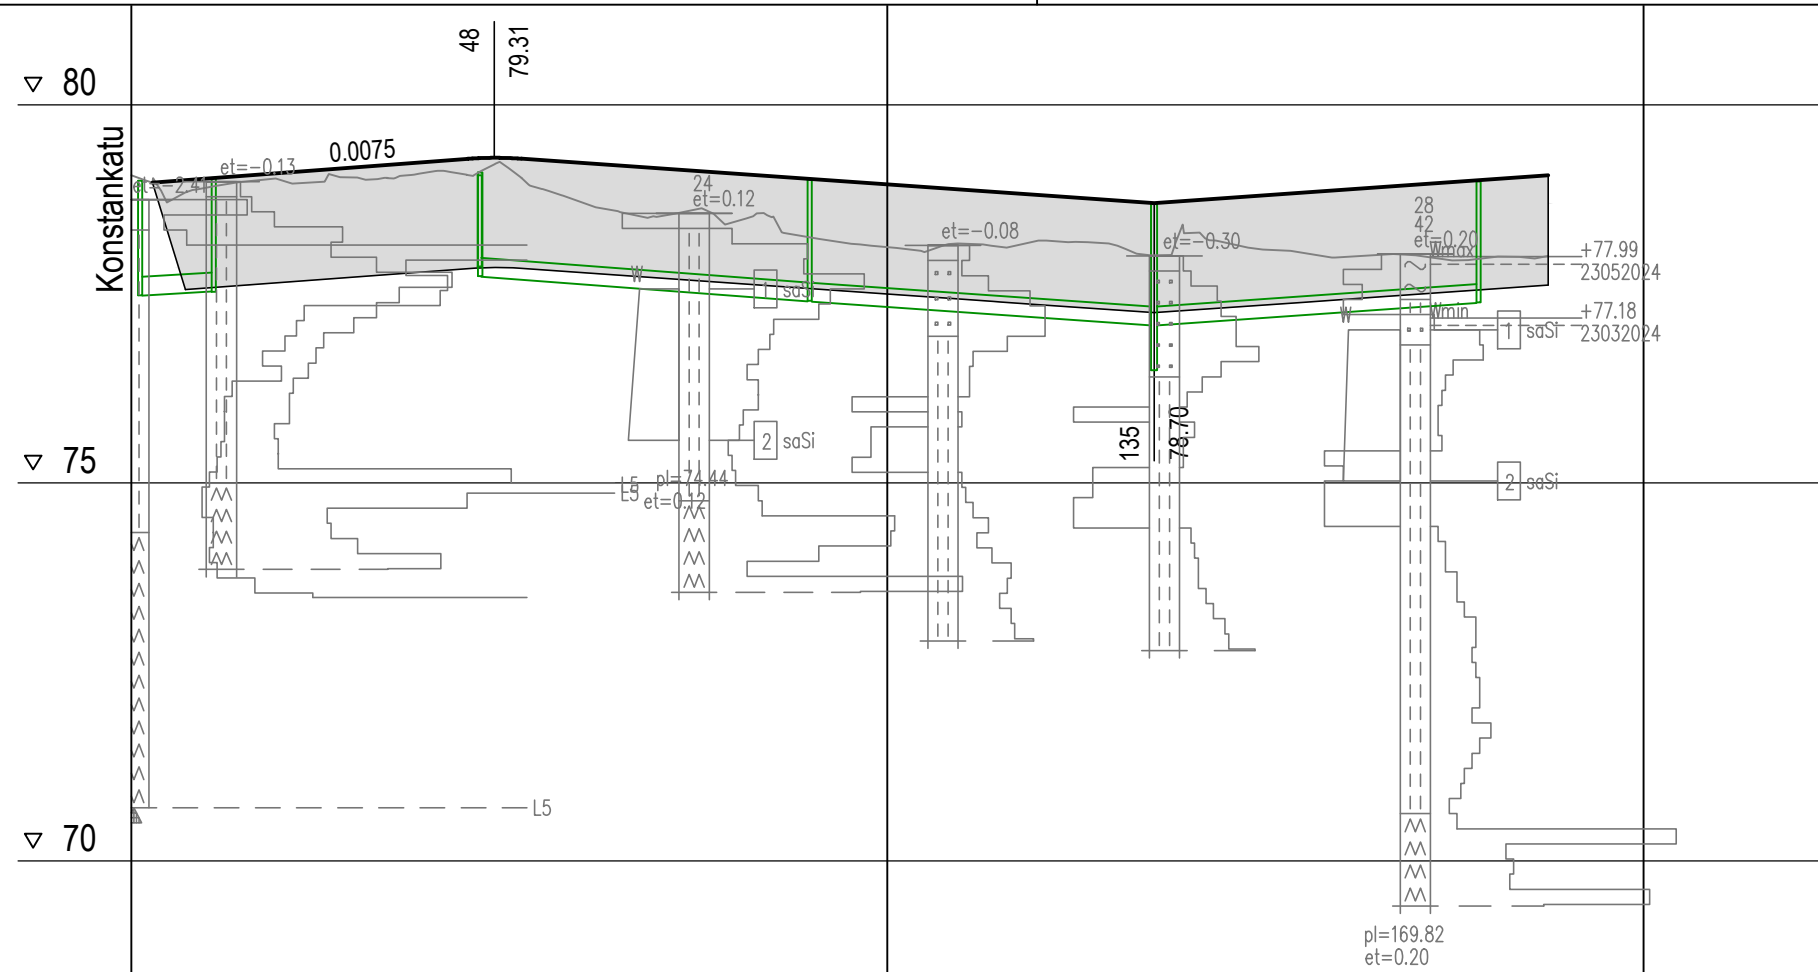 48
79.31
80
Konstankatu
0.0075
et=-2.41
et=-0.13
24
et=0.12
et=-0.08
et=-0.30
28
42
et=0.20
Wmax
+77.99
23052024
W
1 saSi
Wmin
+77.18
23032024
W
1 saSi
135
78.70
2 saSi
75
L5
L5
pl=74.44
et=0.12
2 saSi
L5
70
pl=169.82
et=0.20